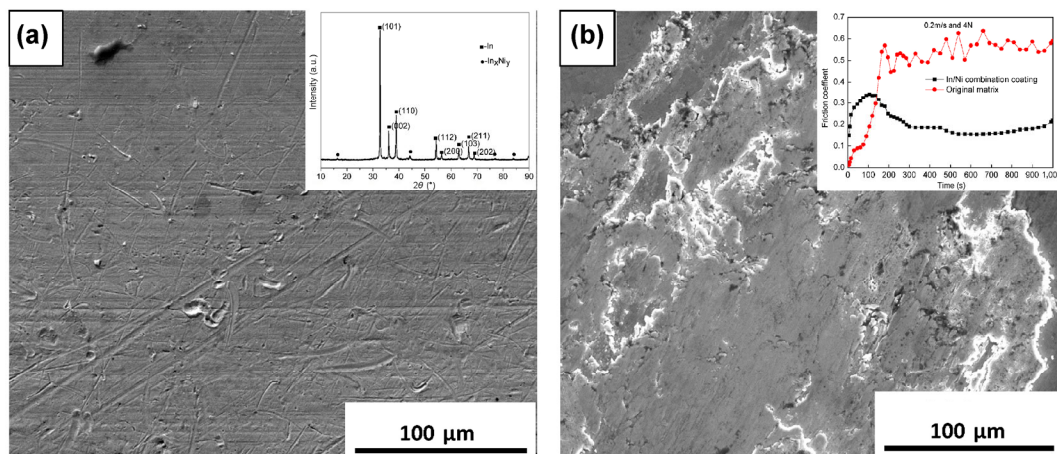 (a)
Intensity (a.u.)
(101)
-In
-InxNiy
(110)
(002)
(112)
(200)
(103)
(211)
(202)
10 20 30 40 50 60 70 80 90
2θ (°)
100 µm
(b)
0.2m/s and 4N
Friction coeffient
0.7
0.6
0.5
0.4
0.3
0.2
0.1
0.0
In/Ni combination coating
Original matrix
0 100 200 300 400 500 600 700 800 900 1,00
Time (s)
100 µm